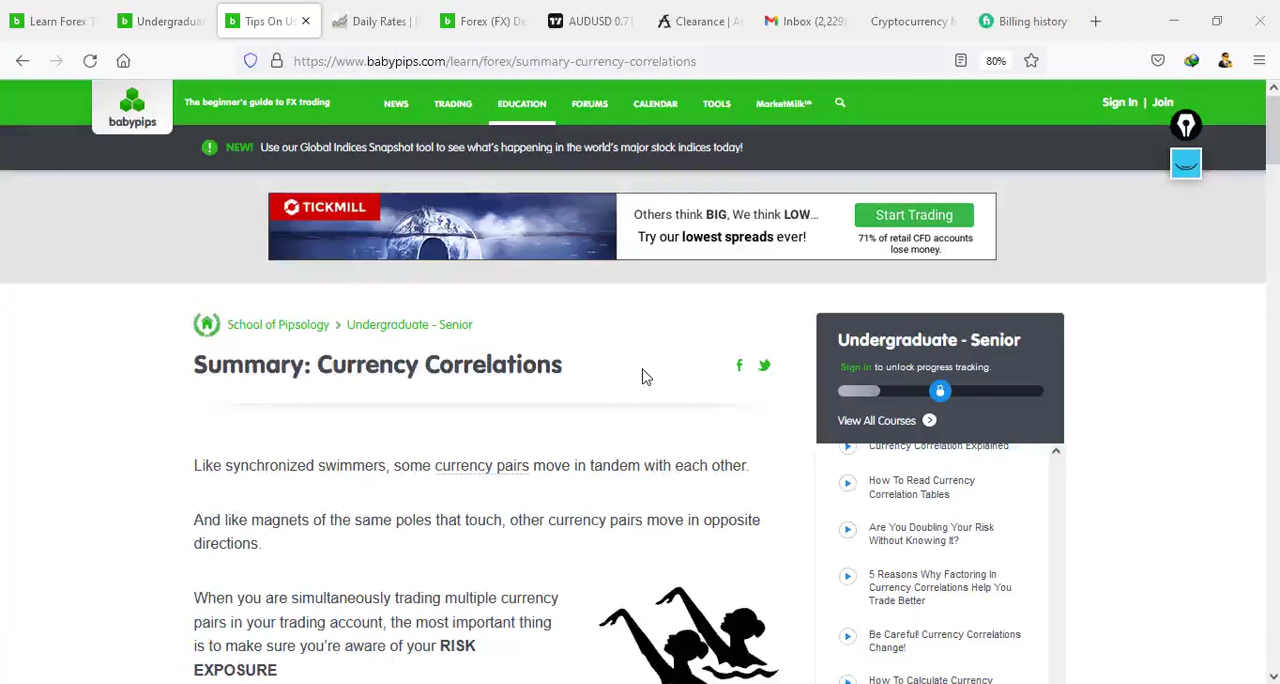 Learn Forex T
Undergradua
Tips On U
Daily Rates |
Forex (FX) De
AUDUSD 0.7
Clearance | A
Inbox (2,229)
Cryptocurrency
Billing history
https://www.babypips.com/learn/forex/summary-currency-correlations
80%
babypips
The beginner's guide to FX trading
NEWS
TRADING
EDUCATION
FORUMS
CALENDAR
TOOLS
MarketMilk™
Sign In | Join
NEW! Use our Global Indices Snapshot tool to see what's happening in the world's major stock indices today!
TICKMILL
Others think BIG, We think LOW...
Try our lowest spreads ever!
Start Trading
71% of retail CFD accounts
lose money.
School of Pipsology > Undergraduate - Senior
Summary: Currency Correlations
Like synchronized swimmers, some currency pairs move in tandem with each other.
And like magnets of the same poles that touch, other currency pairs move in opposite
directions.
When you are simultaneously trading multiple currency
pairs in your trading account, the most important thing
is to make sure you're aware of your RISK
EXPOSURE
Undergraduate - Senior
Sign in to unlock progress tracking.
View All Courses
Currency Correlation Explained
How To Read Currency
Correlation Tables
Are You Doubling Your Risk
Without Knowing It?
5 Reasons Why Factoring In
Currency Correlations Help You
Trade Better
Be Careful! Currency Correlations
Change!
How To Calculate Currency